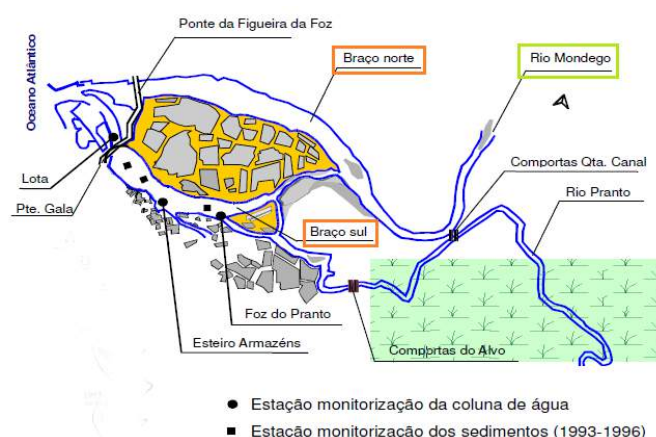 Ponte da Figueira da Foz
Oceano Atlântico
Braço norte
Rio Mondego
Comportas Qta. Canal
Lota
Rio Pranto
Pte. Gala
Braço sul
Foz do Pranto
Esteiro Armazéns
Comportas do Alvo
Estação monitorização da coluna de água
Estação monitorização dos sedimentos (1993-1996)